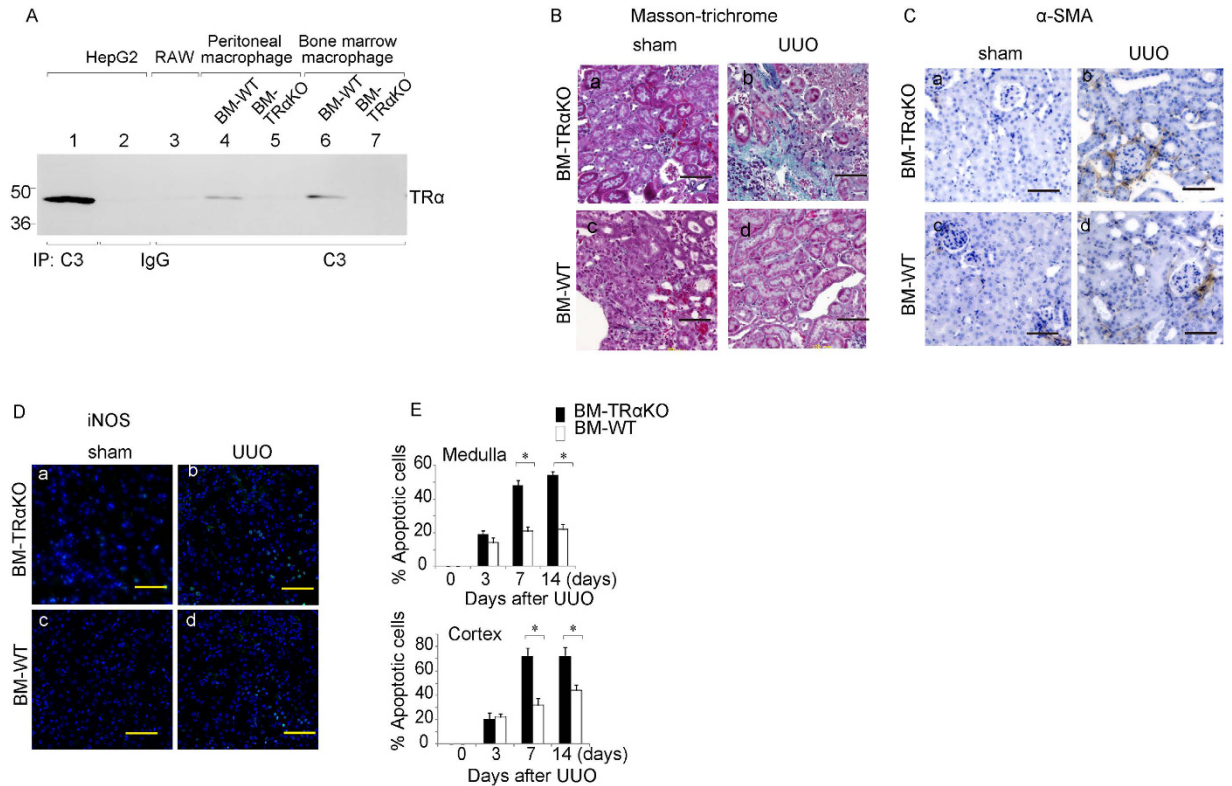 A
HepG2 RAW Peritoneal macrophage Bone marrow macrophage
BM-WT BM-TRαKO BM-WT BM-TRαKO
1 2 3 4 5 6 7
50
36
TRα
IP: C3 IgG C3
B Masson-trichrome
sham UUO
BM-TRαKO
a b
BM-WT
c d
C α-SMA
sham UUO
BM-TRαKO
a b
BM-WT
c d
D iNOS
sham UUO
BM-TRαKO
a b
BM-WT
c d
E
BM-TRαKO
BM-WT
Medulla
% Apoptotic cells
60
40
20
0
* *
0 3 7 14 (days)
Days after UUO
Cortex
% Apoptotic cells
80
60
40
20
0
* *
0 3 7 14 (days)
Days after UUO